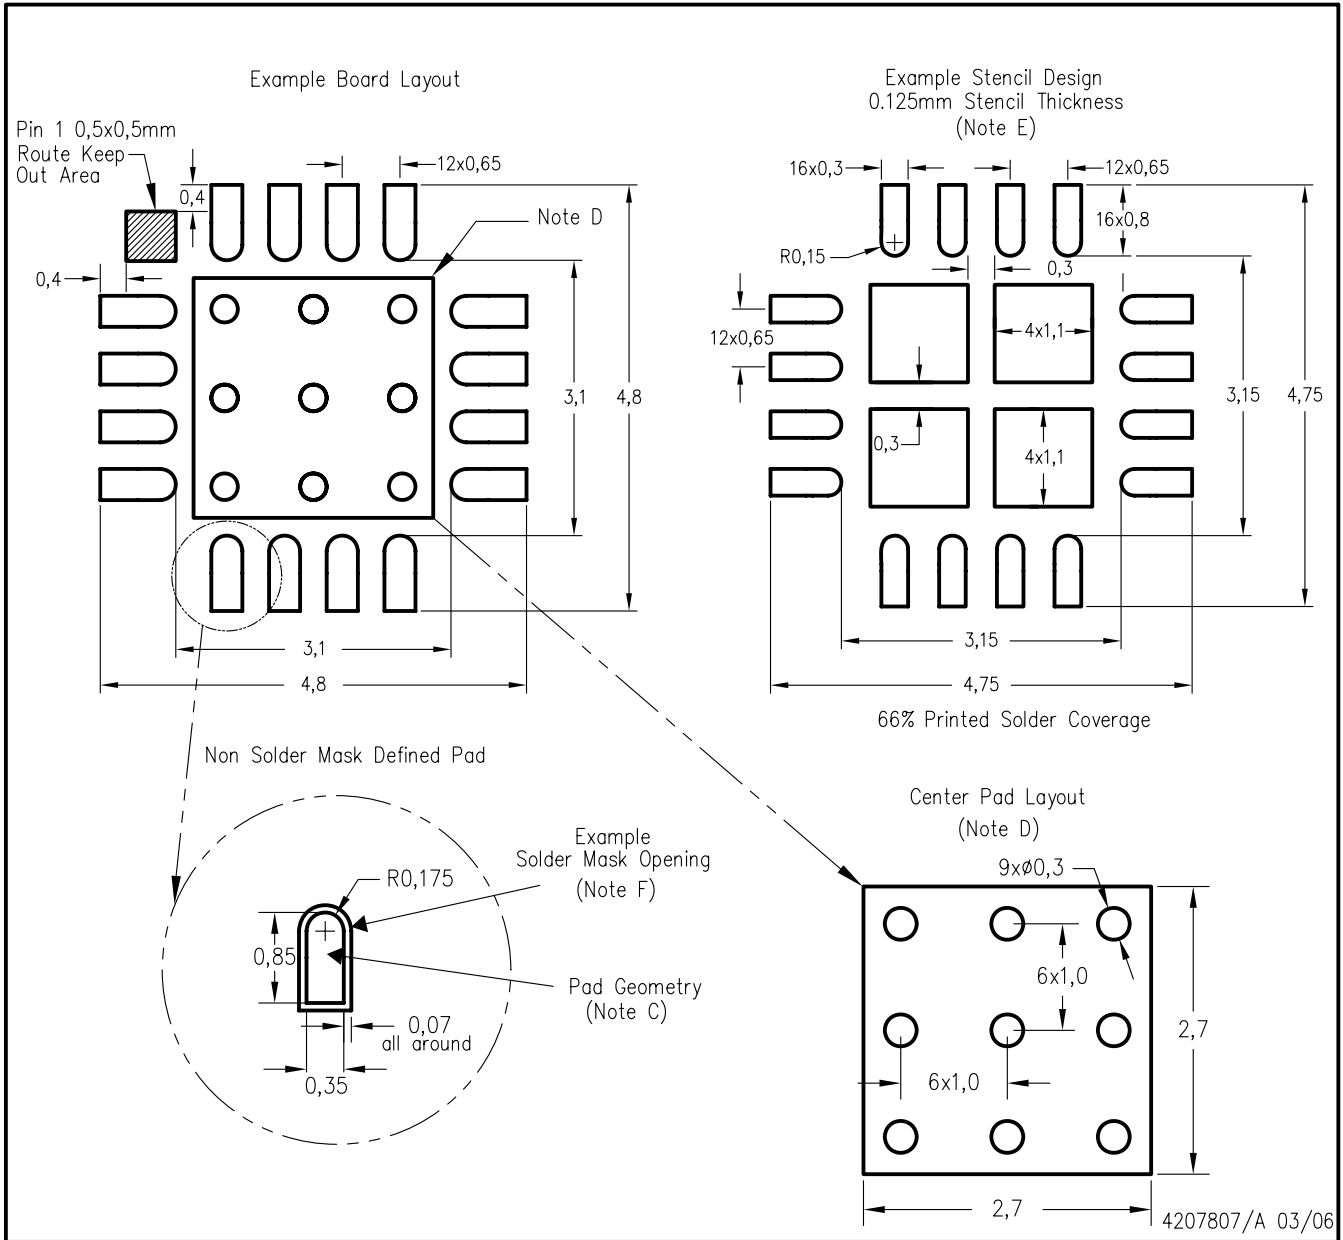 Example Board Layout
Pin 1 0,5x0,5mm
Route Keep
Out Area
0,4
12x0,65
Note D
0,4
3,1
4,8
3,1
4,8
Example Stencil Design
0.125mm Stencil Thickness
(Note E)
16x0,3
12x0,65
16x0,8
R0,15
0,3
12x0,65
4x1,1
0,3
4x1,1
3,15
4,75
3,15
4,75
66% Printed Solder Coverage
Non Solder Mask Defined Pad
Example
Solder Mask Opening
(Note F)
R0,175
0,85
Pad Geometry
(Note C)
0,07
all around
0,35
Center Pad Layout
(Note D)
9xø0,3
6x1,0
6x1,0
2,7
2,7
4207807/A 03/06